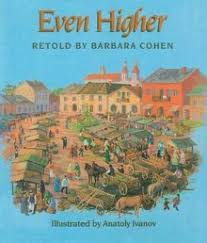 Even Higher
RETOLD BY BARBARA COHEN
Illustrated by Anatoly Ivanov